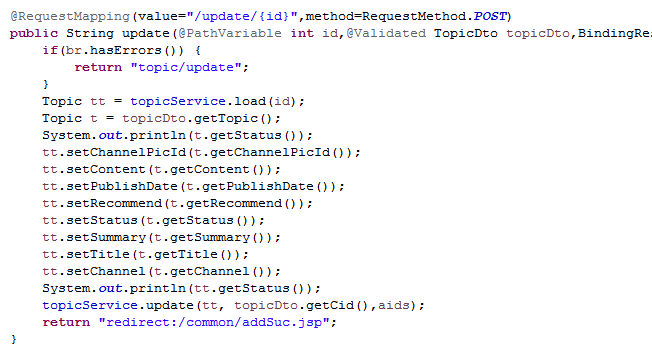 @RequestMapping(value="/update/{id}",method=RequestMethod.POST)
public String update(@PathVariable int id,@Validated TopicDto topicDto,BindingRes
if(br.hasErrors()) {
return "topic/update";
}
Topic tt = topicService.load(id);
Topic t = topicDto.getTopic();
System.out.println(t.getStatus());
tt.setChannelPicId(t.getChannelPicId());
tt.setContent(t.getContent());
tt.setPublishDate(t.getPublishDate());
tt.setRecommend(t.getRecommend());
tt.setStatus(t.getStatus());
tt.setSummary(t.getSummary());
tt.setTitle(t.getTitle());
tt.setChannel(t.getChannel());
System.out.println(tt.getStatus());
topicService.update(tt, topicDto.getCid(),aids);
return "redirect:/common/addSuc.jsp";
}